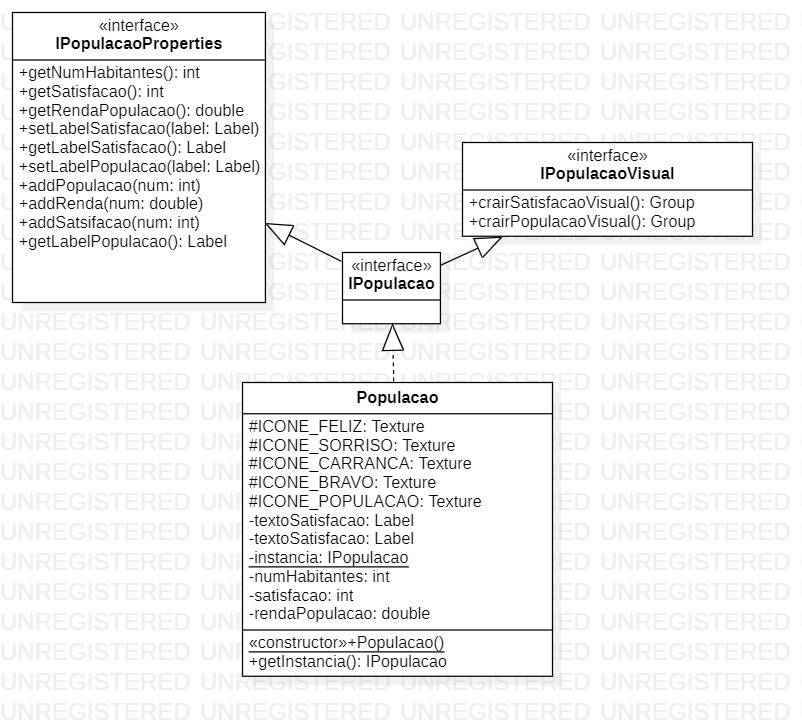 «interface»
IPopulacaoProperties
+getNumHabitantes(): int
+getSatisfacao(): int
+getRendaPopulacao(): double
+setLabelSatisfacao(label: Label)
+getLabelSatisfacao(): Label
+setLabelPopulacao(label: Label)
+addPopulacao(num: int)
+addRenda(num: double)
+addSatsifacao(num: int)
+getLabelPopulacao(): Label
«interface»
IPopulacaoVisual
+crairSatisfacaoVisual(): Group
+crairPopulacaoVisual(): Group
«interface»
IPopulacao
Populacao
#ICONE_FELIZ: Texture
#ICONE_SORRISO: Texture
#ICONE_CARRANCA: Texture
#ICONE_BRAVO: Texture
#ICONE_POPULACAO: Texture
-textoSatisfacao: Label
-textoSatisfacao: Label
-instancia: IPopulacao
-numHabitantes: int
-satisfacao: int
-rendaPopulacao: double
«constructor»+Populacao()
+getInstancia(): IPopulacao
UNREGISTERED